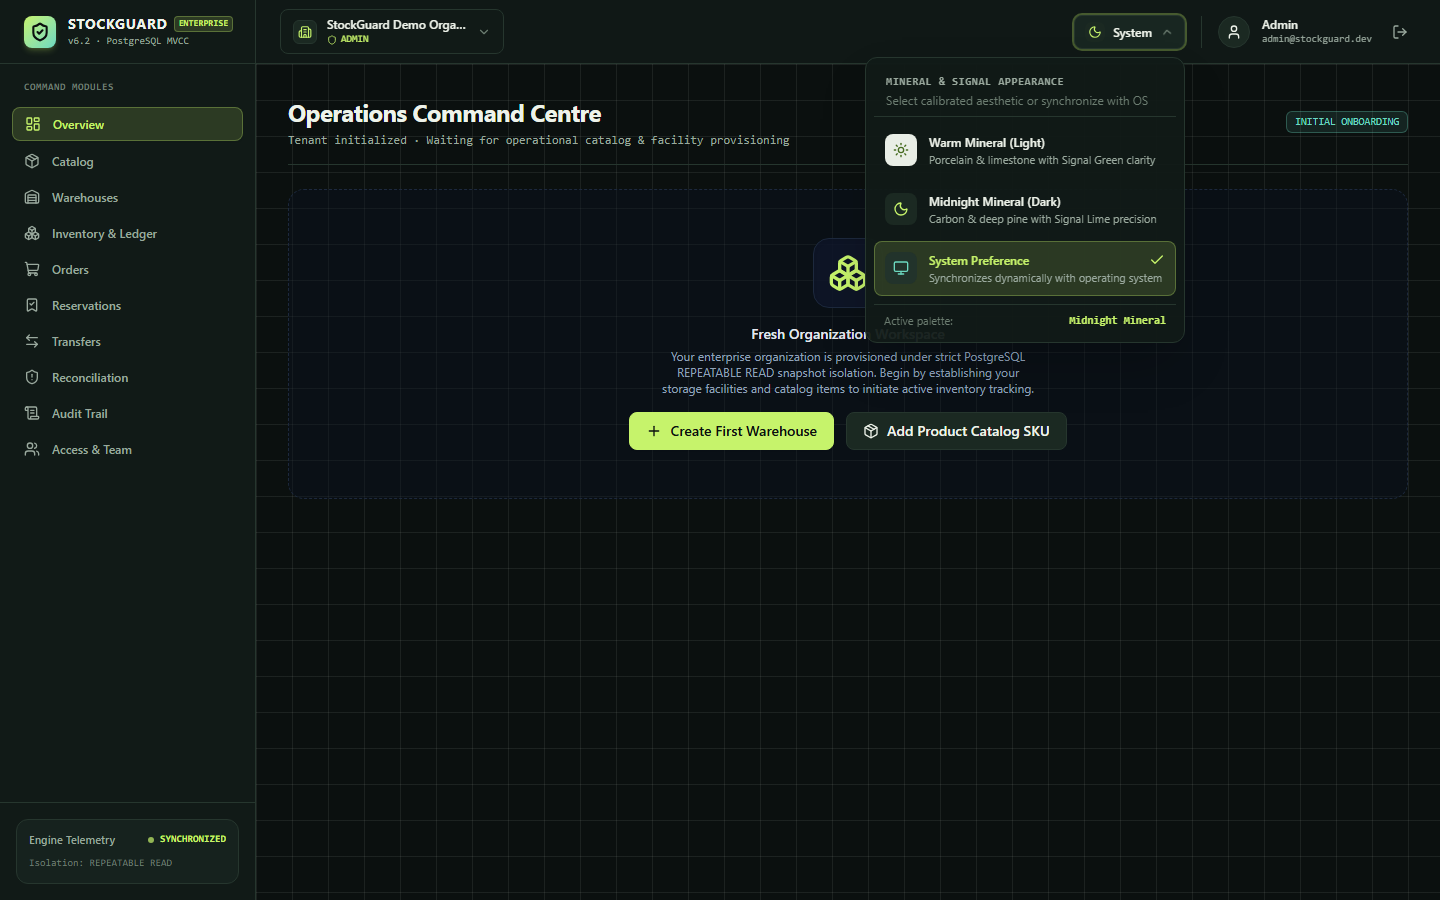 STOCKGUARD ENTERPRISE
v6.2 · PostgreSQL MVCC
StockGuard Demo Orga...
ADMIN
System
Admin
admin@stockguard.dev
COMMAND MODULES
Overview
Catalog
Warehouses
Inventory & Ledger
Orders
Reservations
Transfers
Reconciliation
Audit Trail
Access & Team
Engine Telemetry
SYNCHRONIZED
Isolation: REPEATABLE READ
Operations Command Centre
Tenant initialized · Waiting for operational catalog & facility provisioning
INITIAL ONBOARDING
MINERAL & SIGNAL APPEARANCE
Select calibrated aesthetic or synchronize with OS
Warm Mineral (Light)
Porcelain & limestone with Signal Green clarity
Midnight Mineral (Dark)
Carbon & deep pine with Signal Lime precision
System Preference
Synchronizes dynamically with operating system
Active palette:
Midnight Mineral
Fresh Organization Workspace
Your enterprise organization is provisioned under strict PostgreSQL
REPEATABLE READ snapshot isolation. Begin by establishing your
storage facilities and catalog items to initiate active inventory tracking.
Create First Warehouse
Add Product Catalog SKU